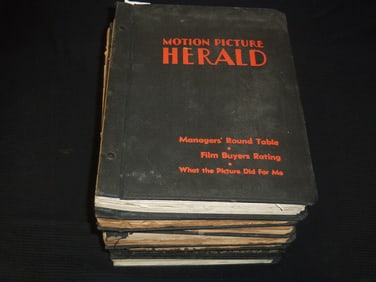 MOTION PICTURE
HERALD
Managers' Round Table
Film Buyers Rating
What the Picture Did For Me